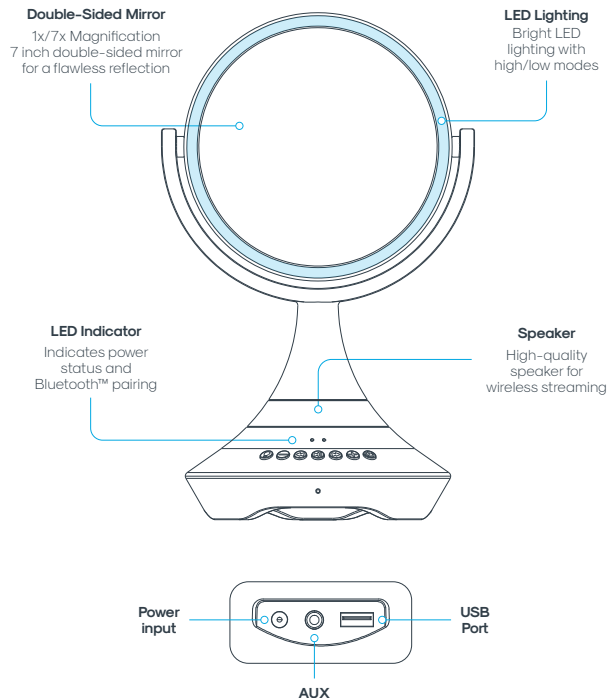 Double-Sided Mirror
1x/7x Magnification
7 inch double-sided mirror
for a flawless reflection
LED Lighting
Bright LED
lighting with
high/low modes
LED Indicator
Indicates power
status and
Bluetooth™ pairing
Speaker
High-quality
speaker for
wireless streaming
Power
input
USB
Port
AUX